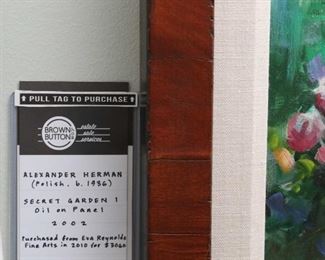 PULL TAG TO PURCHASE
BROWN BUTTON
estate
sale
services
ALEXANDER HERMAN
(Polish, b. 1936)
SECRET GARDEN 1
Oil on Panel
2002
Purchased from Eva Reynolds
Fine Arts in 2010 for $3060